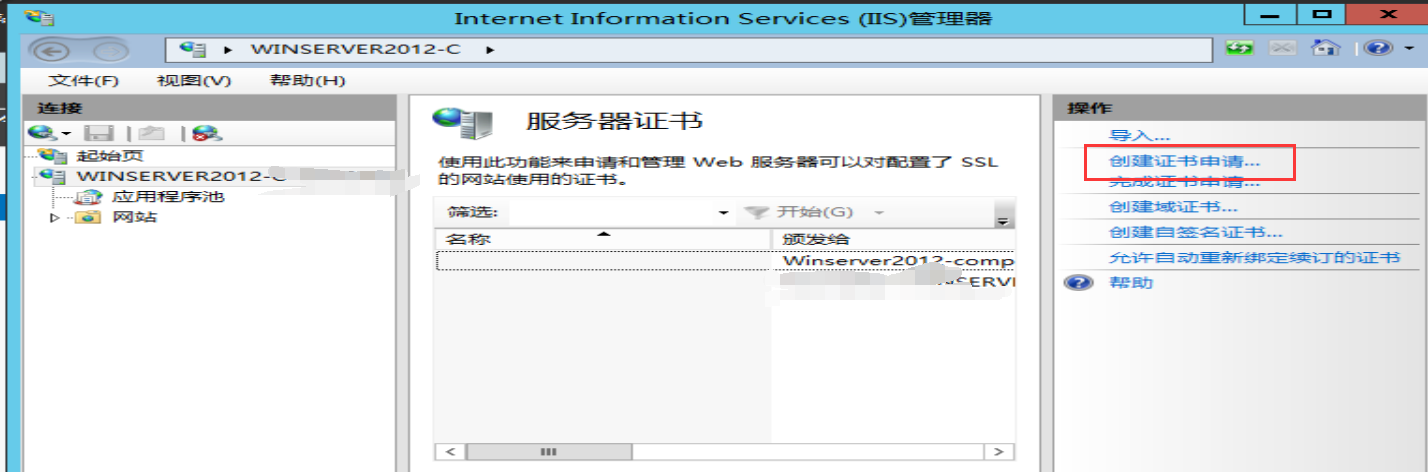 Internet Information Services (IIS)管理器
WINSERVER2012-C
文件(F) 视图(V) 帮助(H)
连接
起始页
WINSERVER2012-C
应用程序池
网站
服务器证书
使用此功能来申请和管理 Web 服务器可以对配置了 SSL
的网站使用的证书。
筛选: 开始(G)
名称 颁发给
Winserver2012-comp
SERVI
操作
导入...
创建证书申请...
完成证书申请...
创建域证书...
创建自签名证书...
允许自动重新绑定续订的证书
帮助